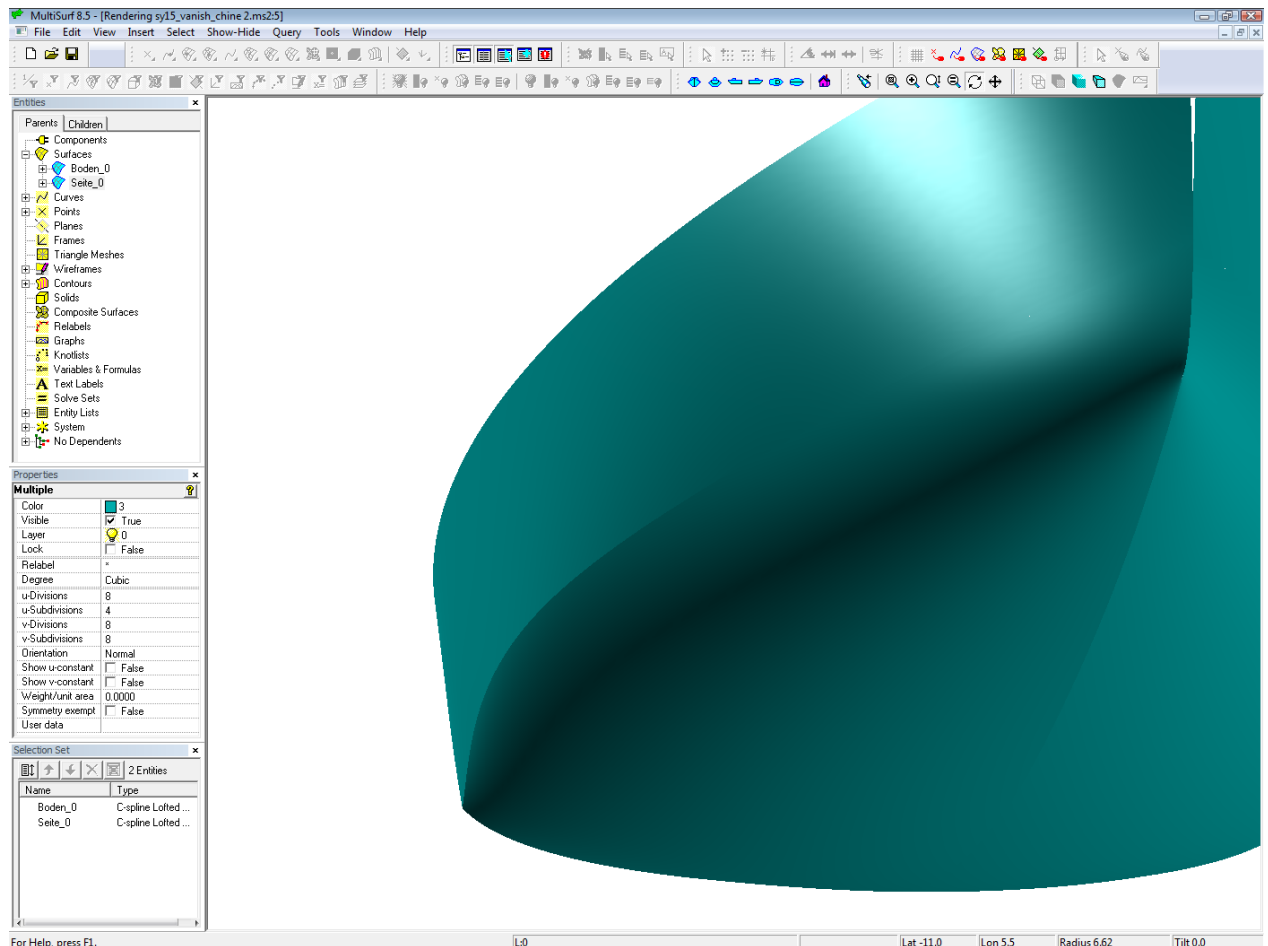 MultiSurf 8.5 - [Rendering sy15_vanish_chine 2.ms2:5]
File Edit View Insert Select Show-Hide Query Tools Window Help
Entities
Parents Children
Components
Surfaces
Boden_0
Seite_0
Curves
Points
Planes
Frames
Triangle Meshes
Wireframes
Contours
Solids
Composite Surfaces
Relabels
Graphs
Knotlists
Variables & Formulas
Text Labels
Solve Sets
Entity Lists
System
No Dependents
Properties
Multiple
Color 3
Visible True
Layer 0
Lock False
Relabel *
Degree Cubic
u-Divisions 8
u-Subdivisions 4
v-Divisions 8
v-Subdivisions 8
Orientation Normal
Show u-constant False
Show v-constant False
Weight/unit area 0.0000
Symmetry exempt False
User data
Selection Set
2 Entities
Name Type
Boden_0 C-spline Lofted ...
Seite_0 C-spline Lofted ...
For Help, press F1. L:0 Lat -11.0 Lon 5.5 Radius 6.62 Tilt 0.0